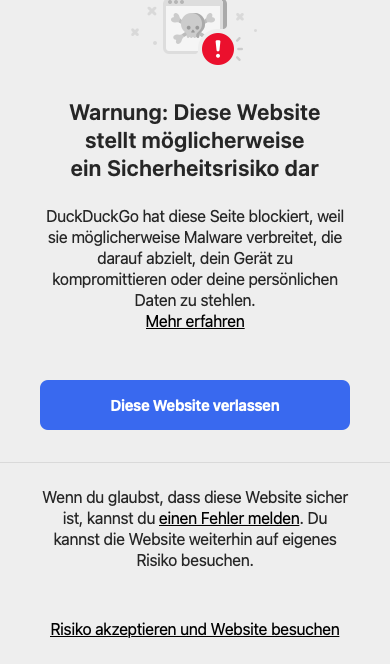 Warnung: Diese Website
stellt möglicherweise
ein Sicherheitsrisiko dar
DuckDuckGo hat diese Seite blockiert, weil
sie möglicherweise Malware verbreitet, die
darauf abzielt, dein Gerät zu
kompromittieren oder deine persönlichen
Daten zu stehlen.
Mehr erfahren
Diese Website verlassen
Wenn du glaubst, dass diese Website sicher
ist, kannst du einen Fehler melden. Du
kannst die Website weiterhin auf eigenes
Risiko besuchen.
Risiko akzeptieren und Website besuchen